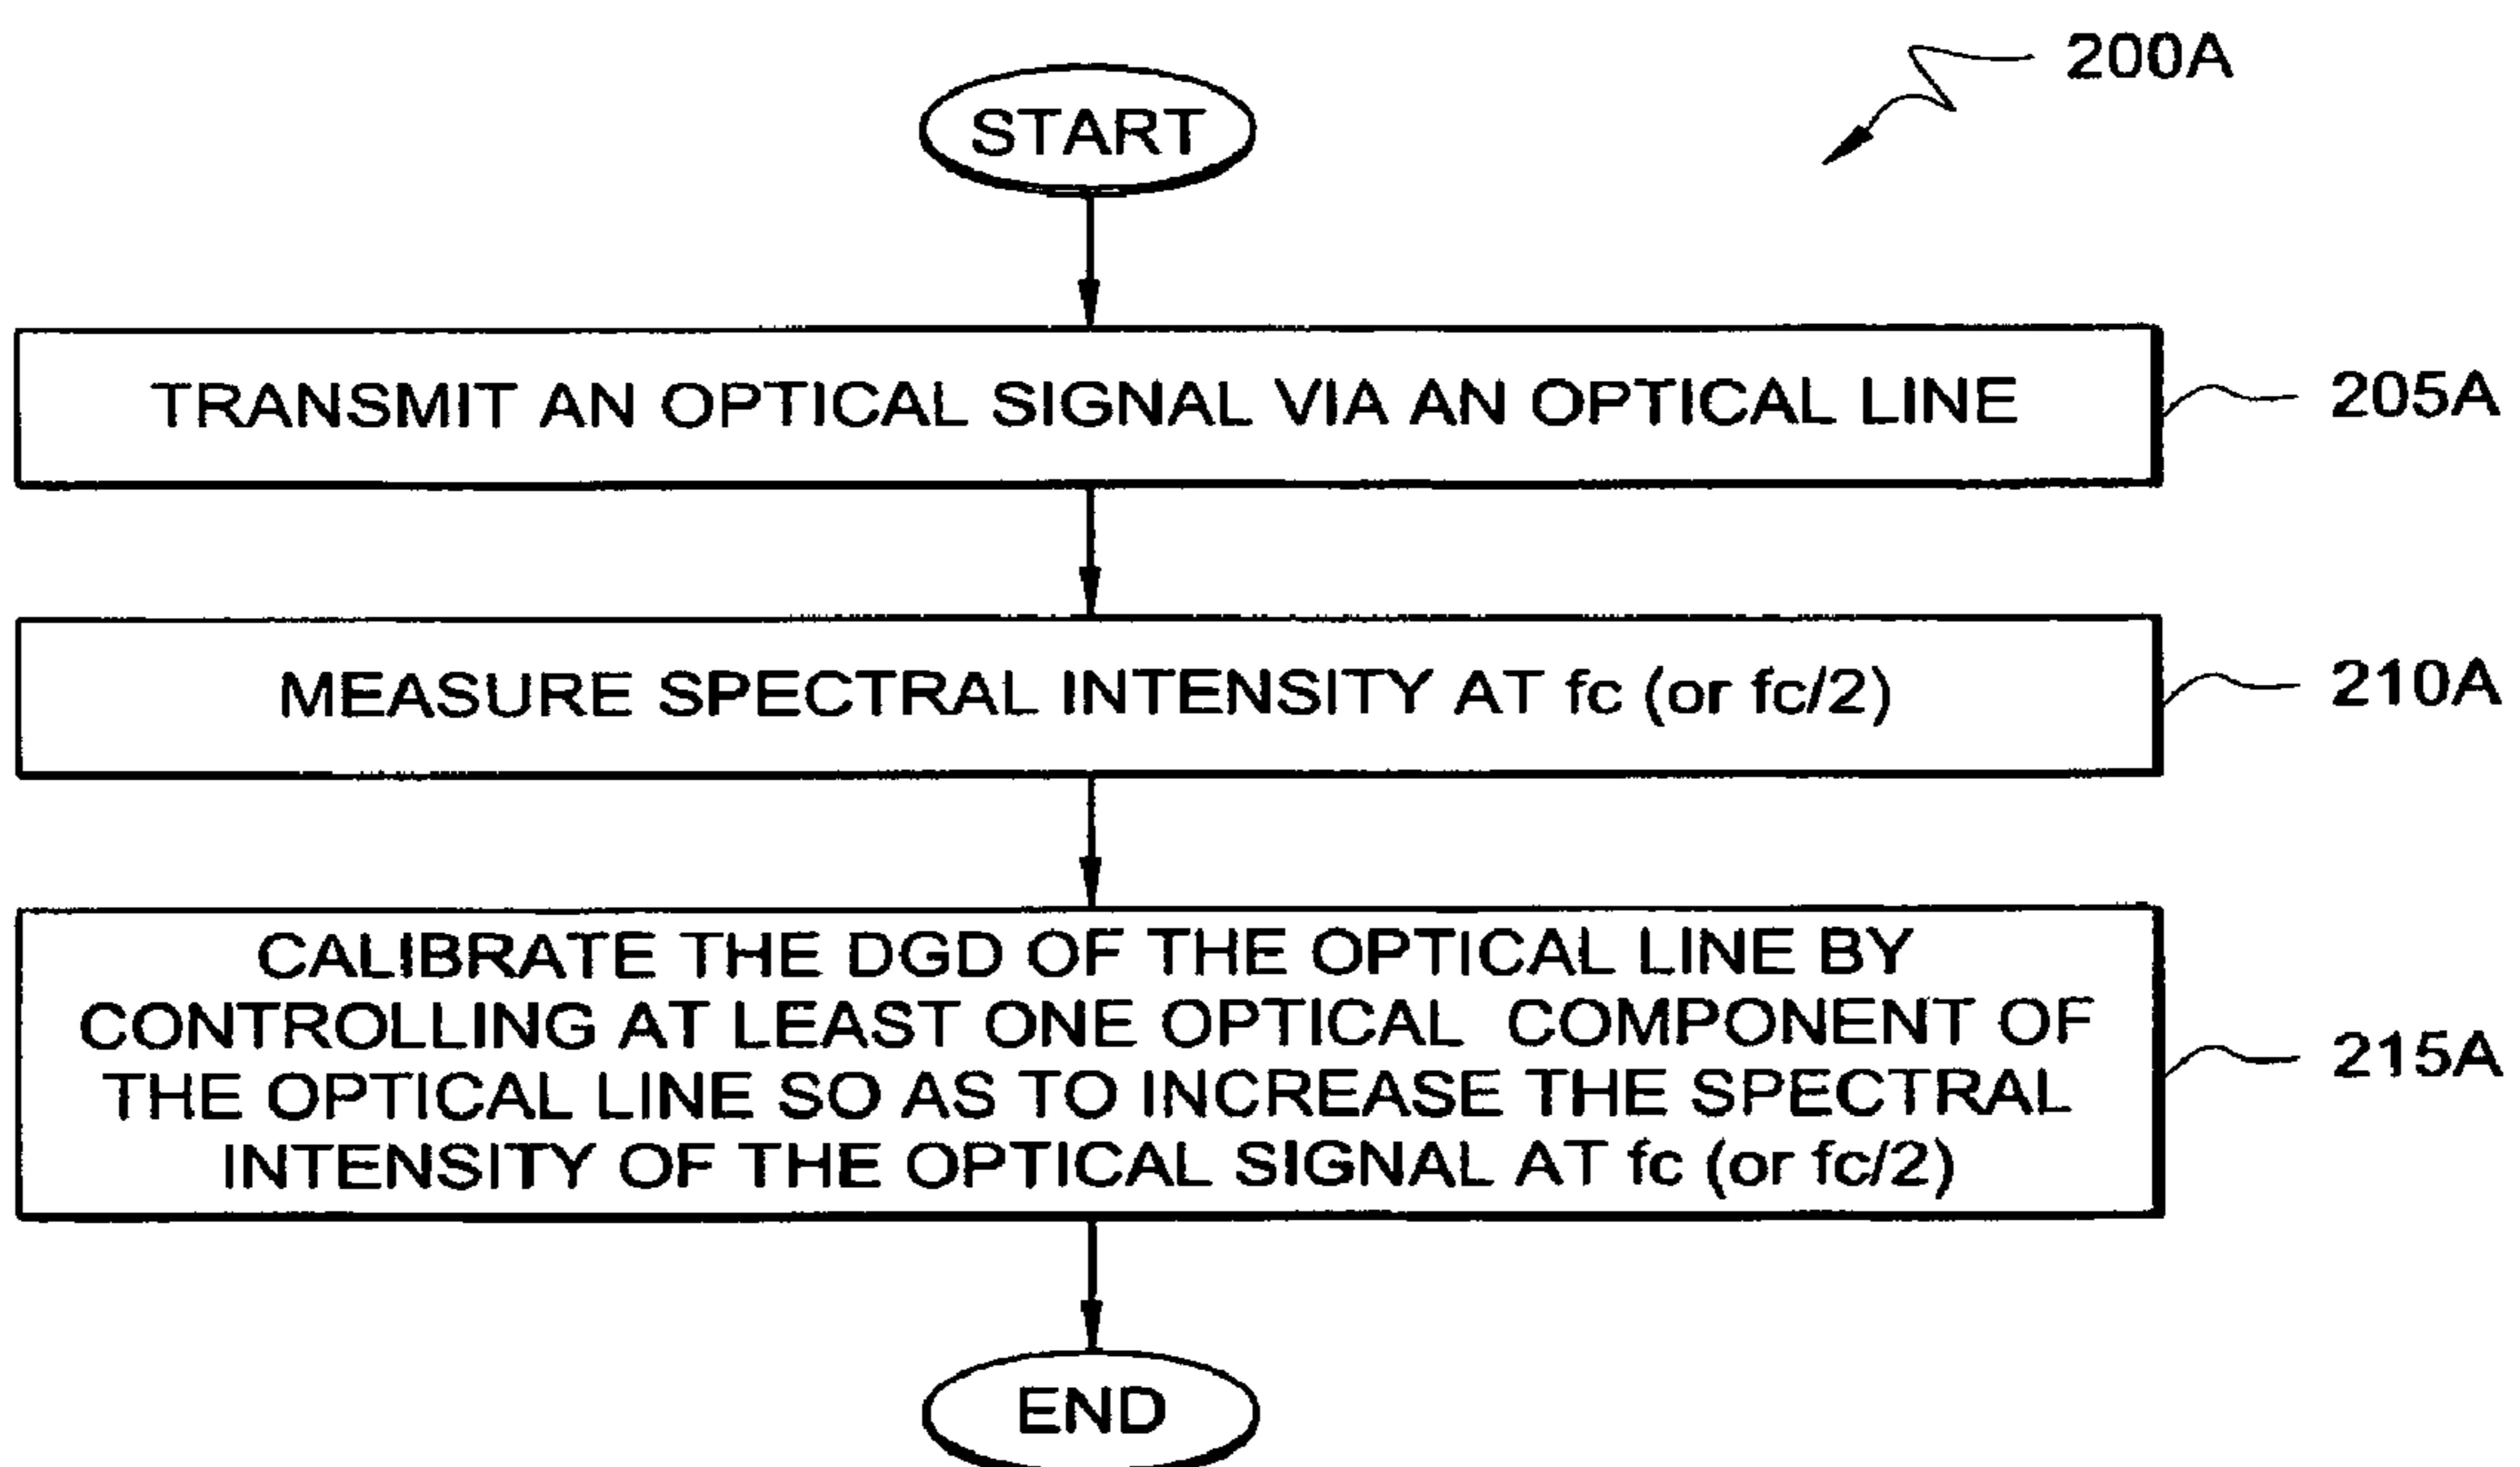 200A
START
TRANSMIT AN OPTICAL SIGNAL VIA AN OPTICAL LINE
205A
MEASURE SPECTRAL INTENSITY AT fc (or fc/2)
210A
CALIBRATE THE DGD OF THE OPTICAL LINE BY
CONTROLLING AT LEAST ONE OPTICAL COMPONENT OF
THE OPTICAL LINE SO AS TO INCREASE THE SPECTRAL
INTENSITY OF THE OPTICAL SIGNAL AT fc (or fc/2)
215A
END